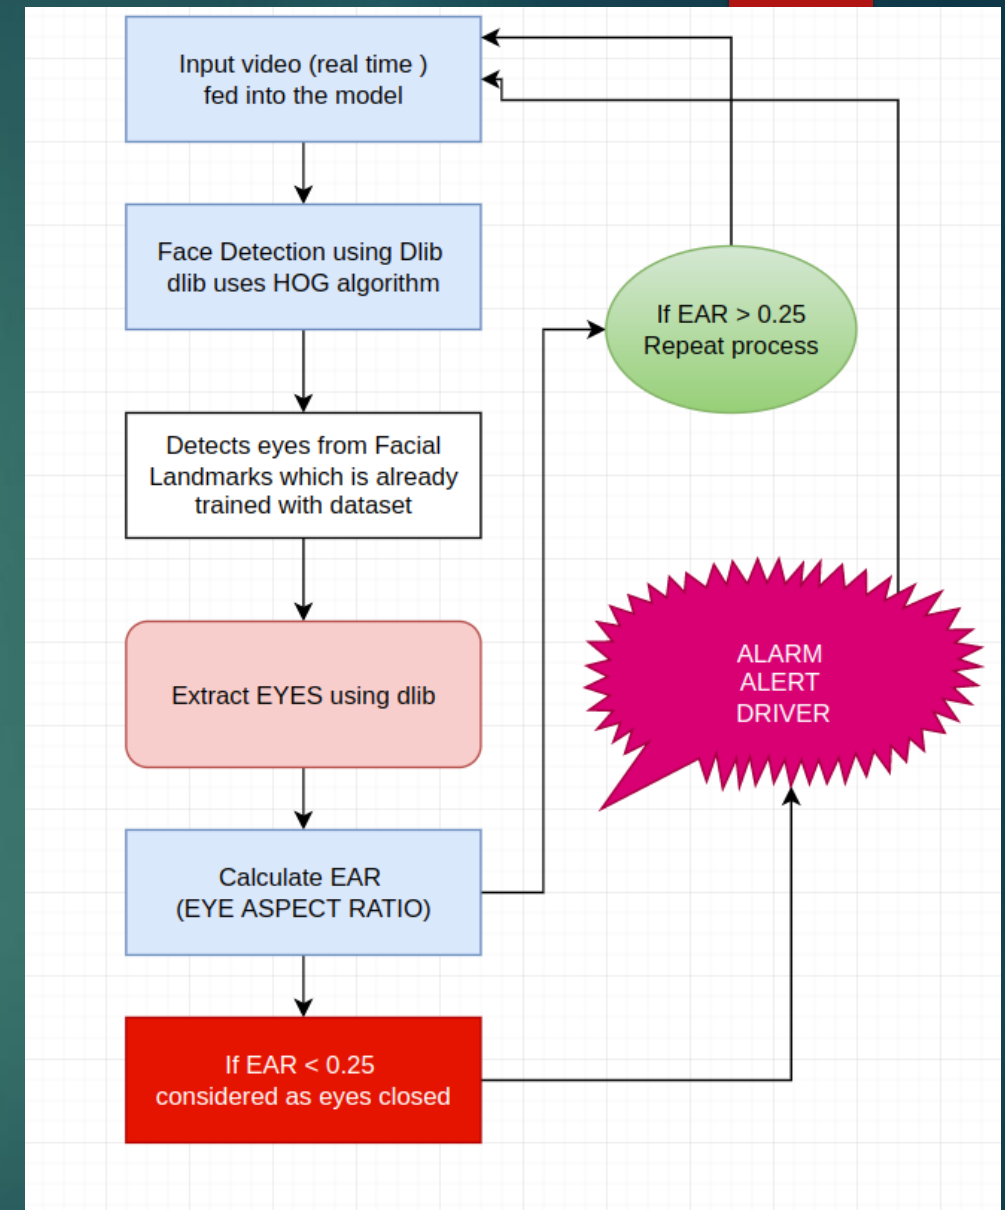 Input video (real time )
fed into the model
Face Detection using Dlib
dlib uses HOG algorithm
If EAR > 0.25
Repeat process
Detects eyes from Facial
Landmarks which is already
trained with dataset
Extract EYES using dlib
ALARM
ALERT
DRIVER
Calculate EAR
(EYE ASPECT RATIO)
If EAR < 0.25
considered as eyes closed